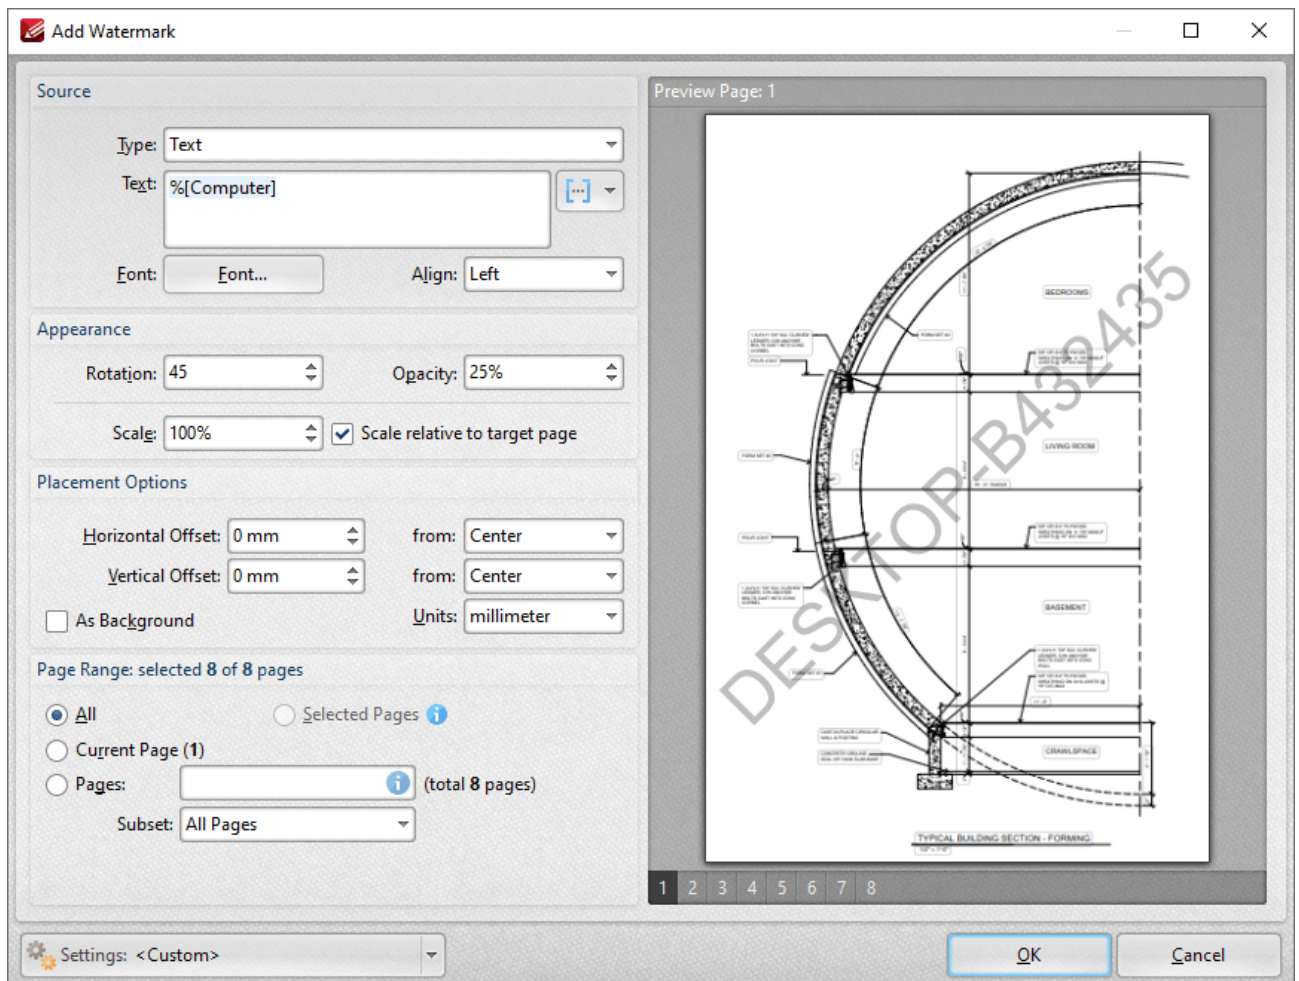 Add Watermark
Source
Type: Text
Text: %[Computer]
Font: Font... Align: Left
Appearance
Rotation: 45 Opacity: 25%
Scale: 100% Scale relative to target page
Placement Options
Horizontal Offset: 0 mm from: Center
Vertical Offset: 0 mm from: Center
As Background Units: millimeter
Page Range: selected 8 of 8 pages
All Selected Pages
Current Page (1)
Pages: (total 8 pages)
Subset: All Pages
Preview Page: 1
BEDROOMS
LIVING ROOM
BASEMENT
CRAWLSPACE
DESKTOP-B432435
TYPICAL BUILDING SECTION - FORMING
1 2 3 4 5 6 7 8
Settings: <Custom>
OK Cancel